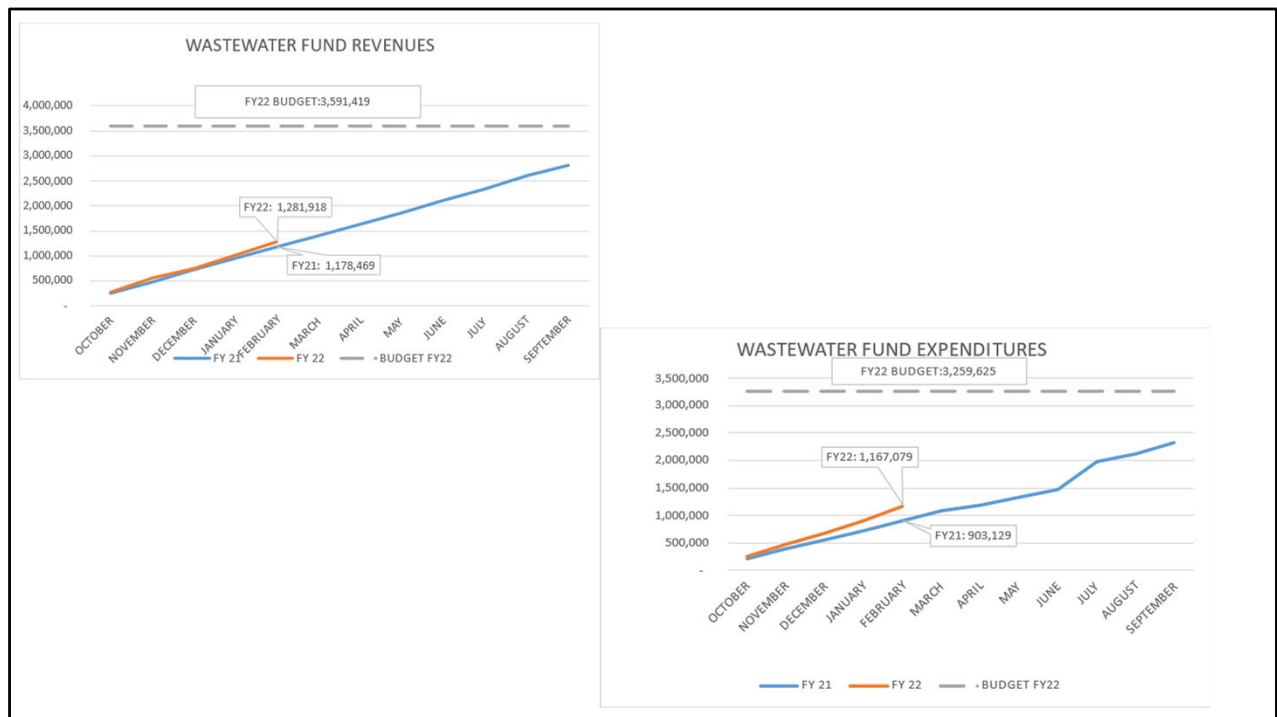 WASTEWATER FUND REVENUES
FY22 BUDGET:3,591,419
4,000,000
3,500,000
3,000,000
2,500,000
2,000,000
1,500,000
1,000,000
500,000
-
FY22: 1,281,918
FY21: 1,178,469
OCTOBER
NOVEMBER
DECEMBER
JANUARY
FEBRUARY
MARCH
APRIL
MAY
JUNE
JULY
AUGUST
SEPTEMBER
FY 21 FY 22 BUDGET FY22
WASTEWATER FUND EXPENDITURES
FY22 BUDGET:3,259,625
3,500,000
3,000,000
2,500,000
2,000,000
1,500,000
1,000,000
500,000
-
FY22: 1,167,079
FY21: 903,129
OCTOBER
NOVEMBER
DECEMBER
JANUARY
FEBRUARY
MARCH
APRIL
MAY
JUNE
JULY
AUGUST
SEPTEMBER
FY 21 FY 22 BUDGET FY22